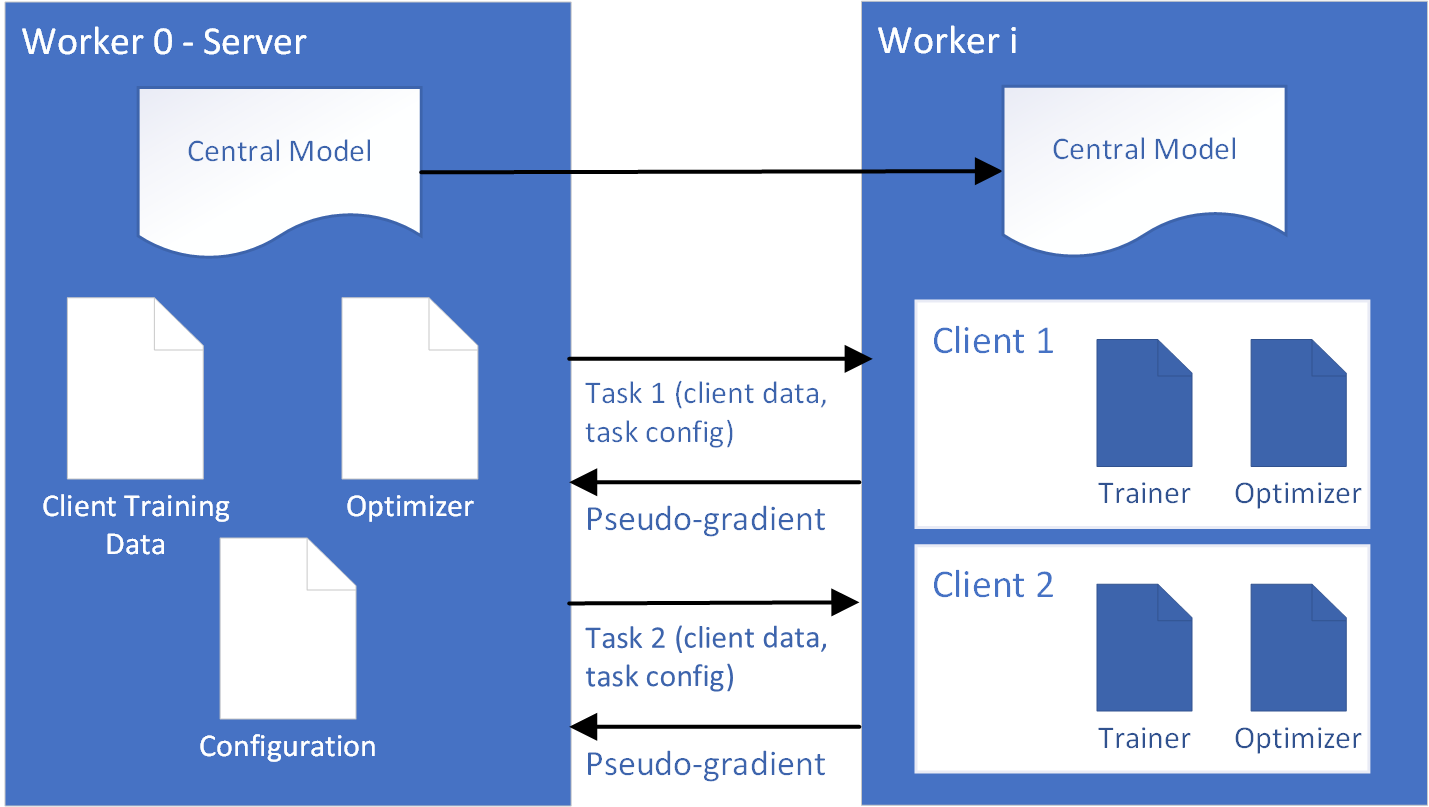 Worker 0 - Server
Central Model
Client Training
Data
Optimizer
Configuration
Task 1 (client data,
task config)
Pseudo-gradient
Task 2 (client data,
task config)
Pseudo-gradient
Worker i
Central Model
Client 1
Trainer
Optimizer
Client 2
Trainer
Optimizer